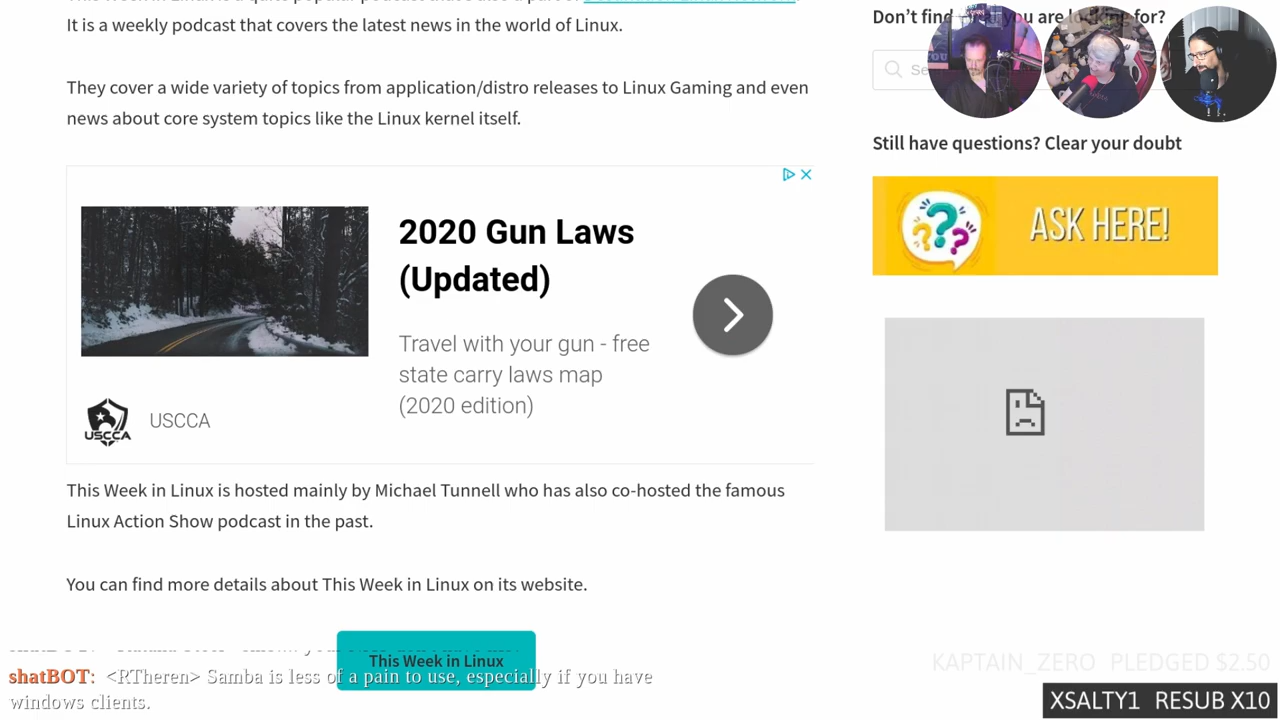 It is a weekly podcast that covers the latest news in the world of Linux.
They cover a wide variety of topics from application/distro releases to Linux Gaming and even
news about core system topics like the Linux kernel itself.
2020 Gun Laws
(Updated)
Travel with your gun - free
state carry laws map
(2020 edition)
USCCA
USCCA
This Week in Linux is hosted mainly by Michael Tunnell who has also co-hosted the famous
Linux Action Show podcast in the past.
You can find more details about This Week in Linux on its website.
This Week in Linux
Don't find you are for?
Still have questions? Clear your doubt
ASK HERE!
shatBOT: <RTheren> Samba is less of a pain to use, especially if you have
windows clients.
KAPTAIN_ZERO PLEDGED $2.50
XSALTY1 RESUB X10